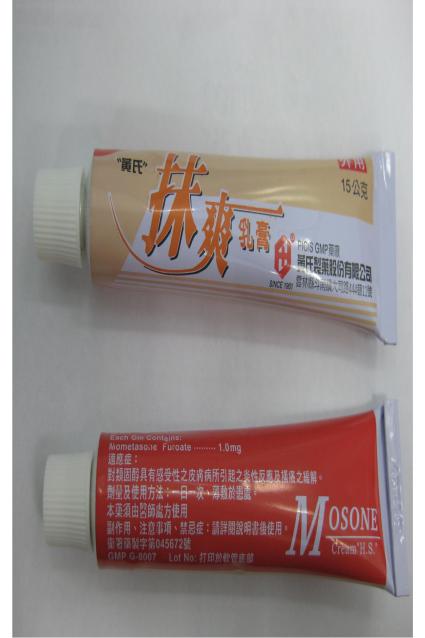 "黃氏"
抹爽乳膏
外用
15公克
PIC/S GMP藥廠
黃氏製藥股份有限公司
SINCE 1961
Each Gm Contains:
Mometasone Furoate ········ 1.0mg
適應症：
對類固醇具有感受性之皮膚病所引起之炎性反應及搔癢之緩解。
劑量及使用方法：一日一次、薄敷於患處。
本藥須由醫師處方使用
副作用、注意事項、禁忌症：請詳閱說明書後使用。
衛署藥製字第045672號
GMP G-8007 Lot No: 打印於軟管底部
MOSONE
Cream "H.S."